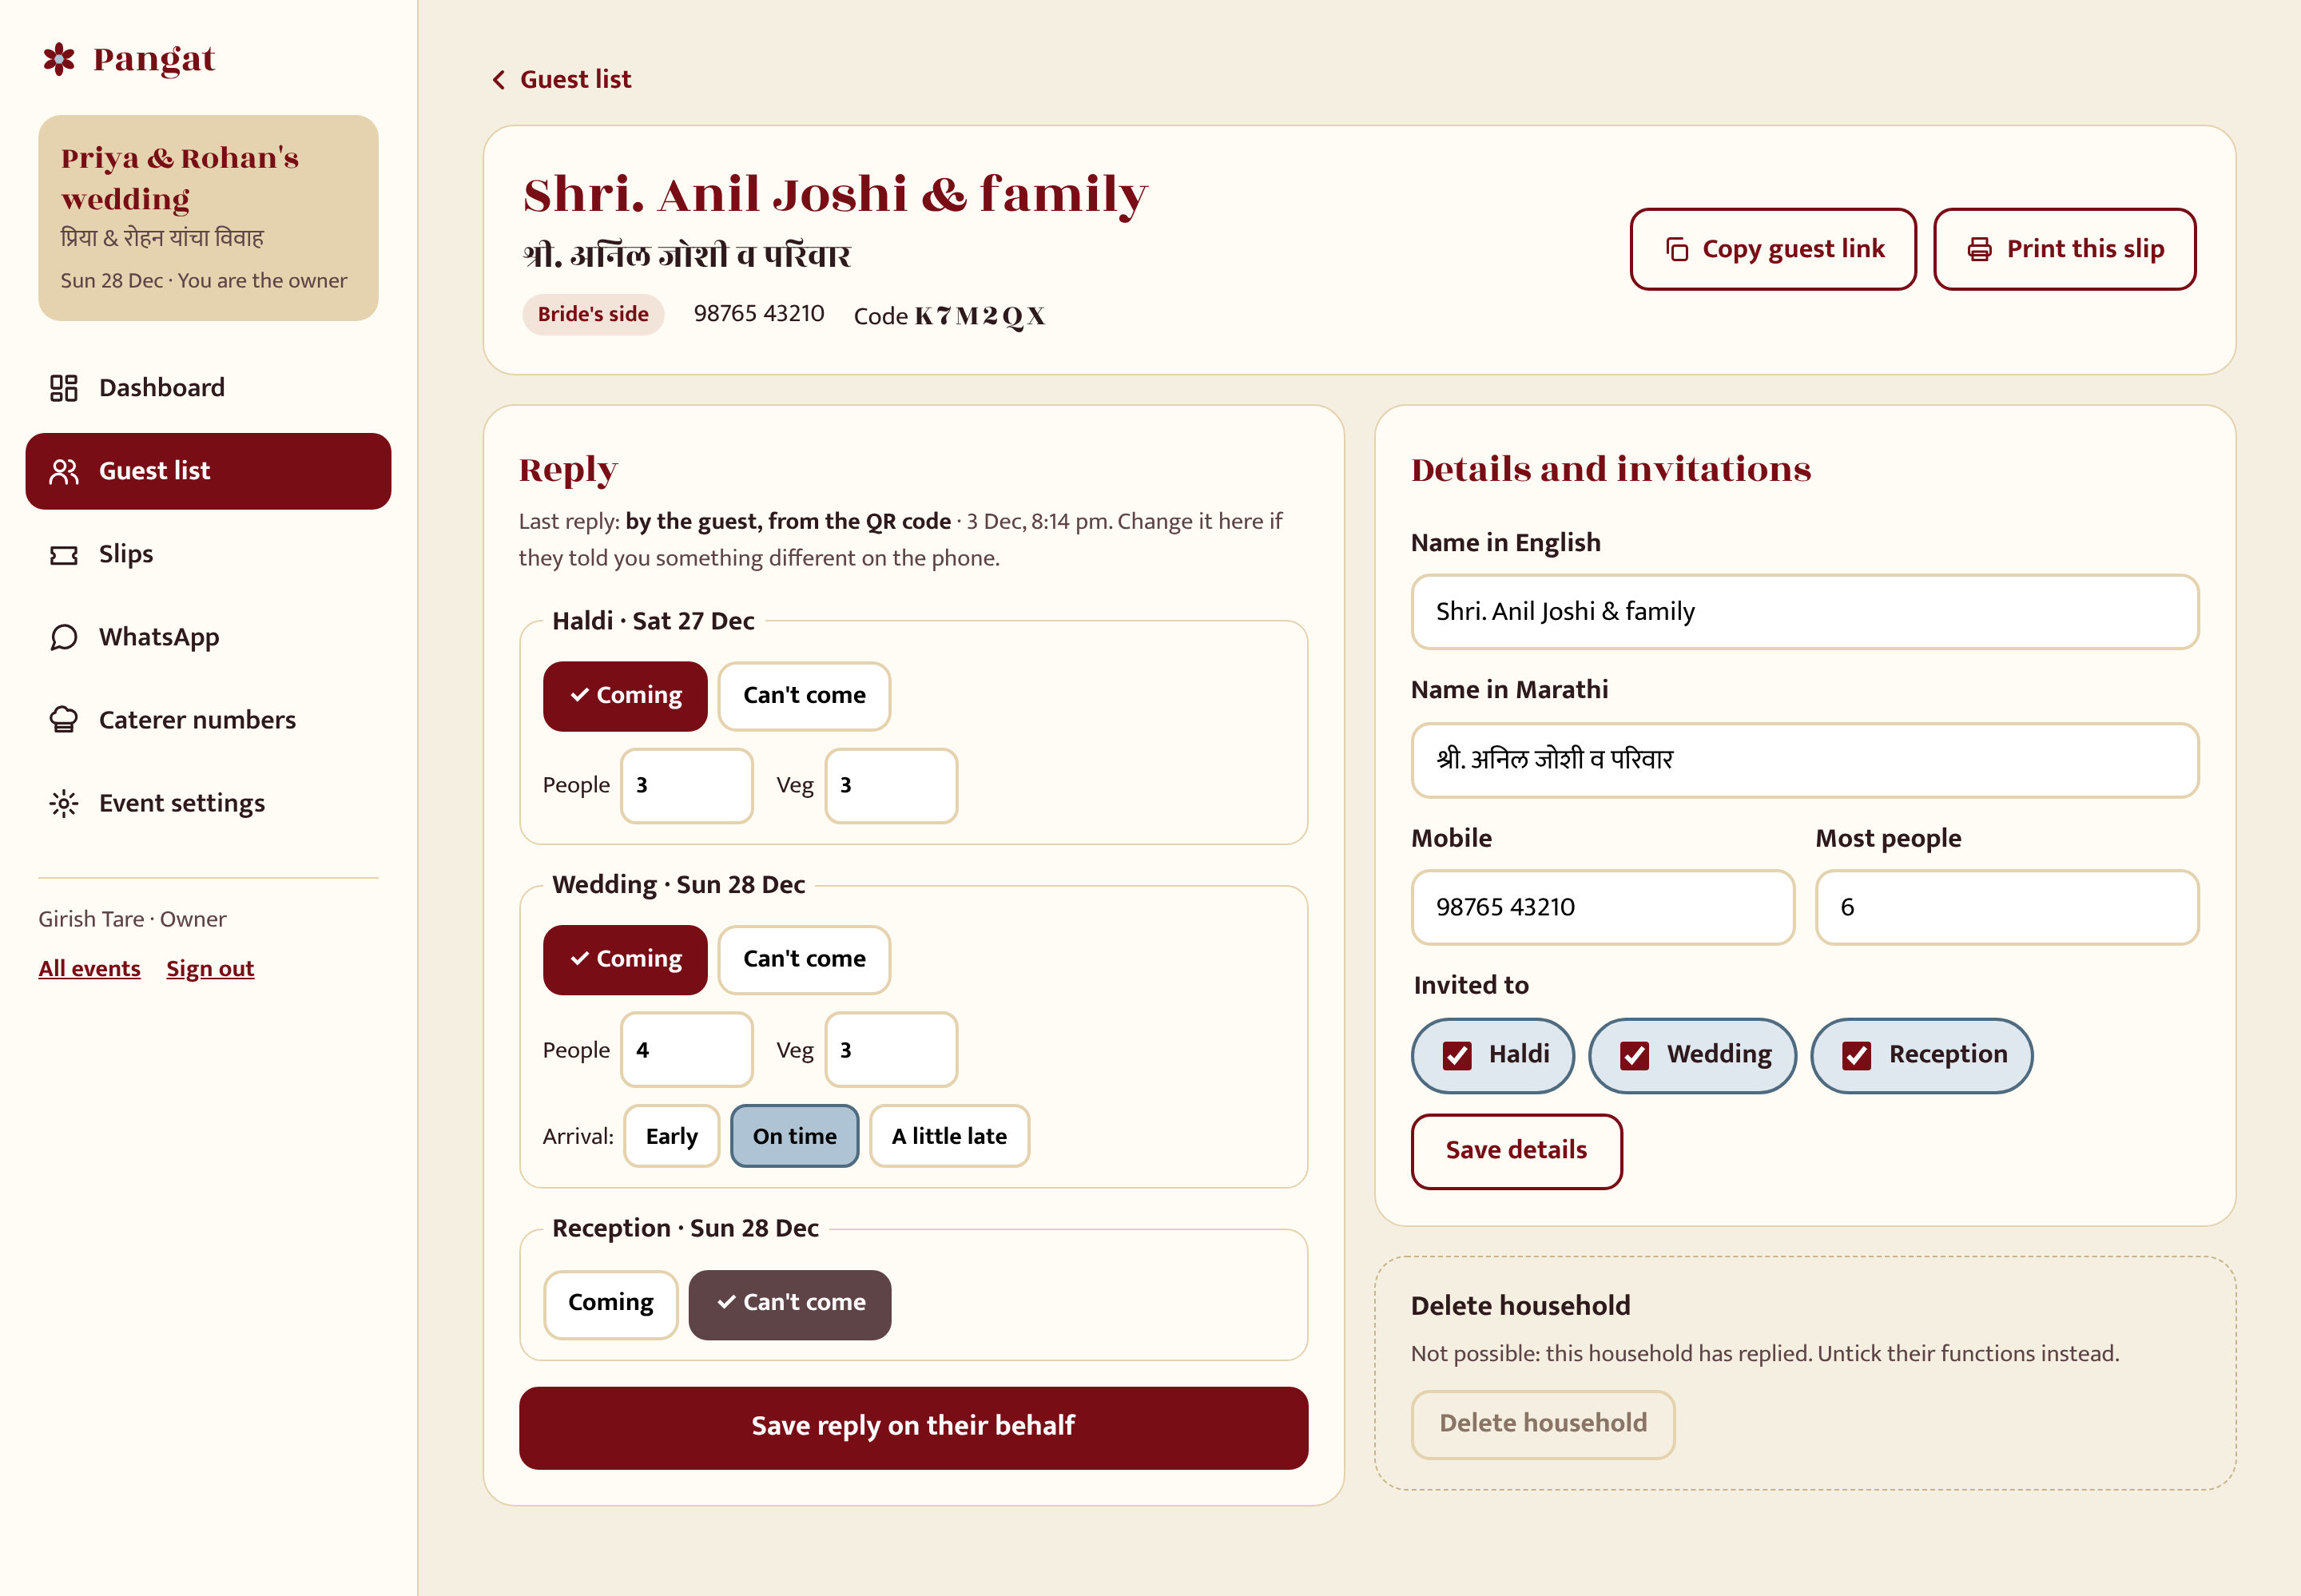 Pangat
Priya & Rohan's
wedding
प्रिया & रोहन यांचा विवाह
Sun 28 Dec · You are the owner
Dashboard
Guest list
Slips
WhatsApp
Caterer numbers
Event settings
Girish Tare · Owner
All events Sign out
Guest list
Shri. Anil Joshi & family
श्री. अनिल जोशी व परिवार
Bride's side 98765 43210 Code K7M2QX
Copy guest link
Print this slip
Reply
Last reply: by the guest, from the QR code · 3 Dec, 8:14 pm. Change it here if
they told you something different on the phone.
Haldi · Sat 27 Dec
Coming Can't come
People 3 Veg 3
Wedding · Sun 28 Dec
Coming Can't come
People 4 Veg 3
Arrival: Early On time A little late
Reception · Sun 28 Dec
Coming Can't come
Save reply on their behalf
Details and invitations
Name in English
Shri. Anil Joshi & family
Name in Marathi
श्री. अनिल जोशी व परिवार
Mobile Most people
98765 43210 6
Invited to
Haldi Wedding Reception
Save details
Delete household
Not possible: this household has replied. Untick their functions instead.
Delete household